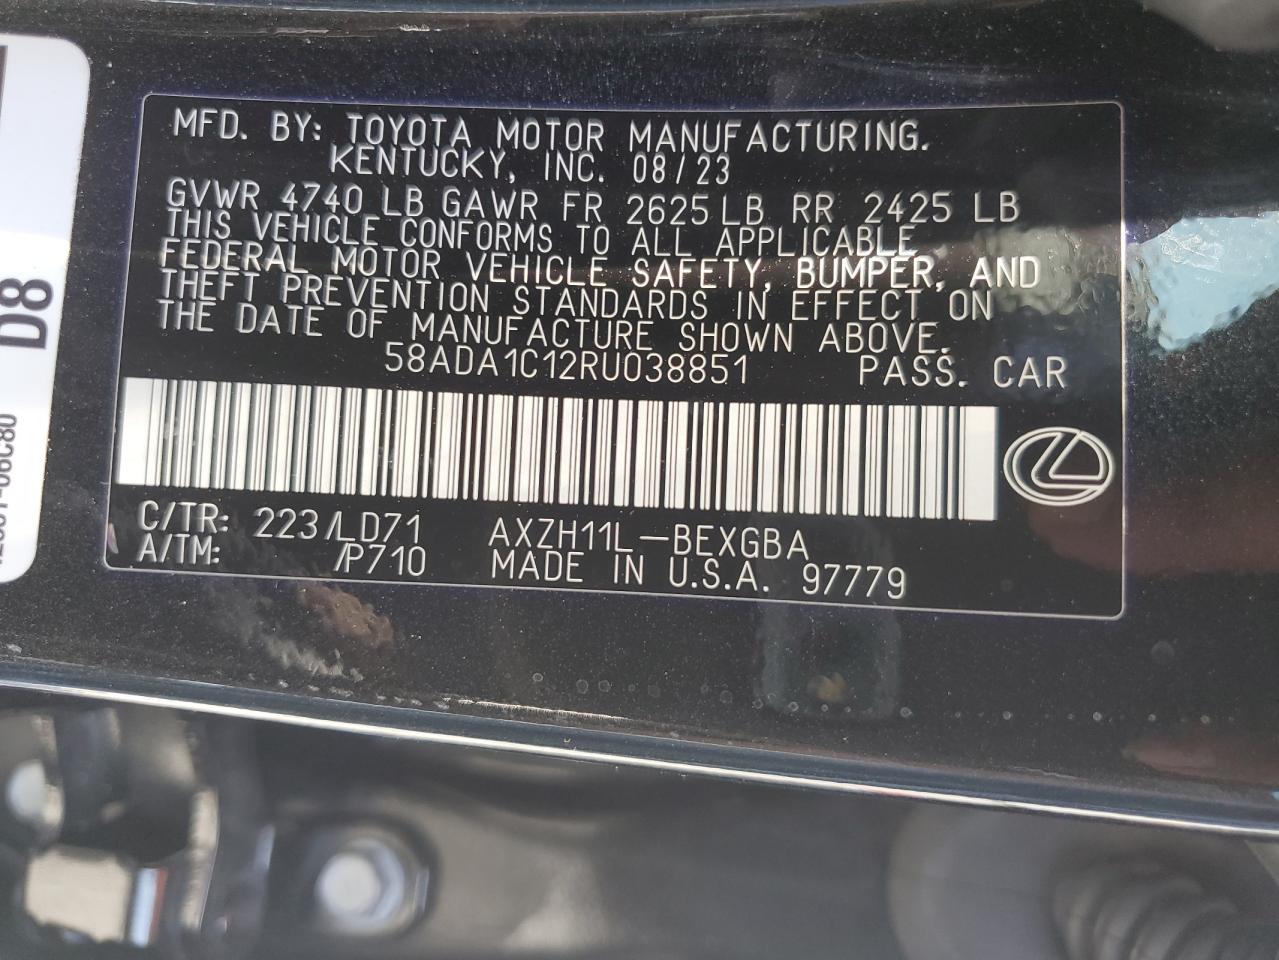 MFD. BY: TOYOTA MOTOR MANUFACTURING.
KENTUCKY, INC. 08/23
GVWR 4740 LB GAWR FR 2625 LB RR 2425 LB
THIS VEHICLE CONFORMS TO ALL APPLICABLE
FEDERAL MOTOR VEHICLE SAFETY, BUMPER, AND
THEFT PREVENTION STANDARDS IN EFFECT ON
THE DATE OF MANUFACTURE SHOWN ABOVE.
58ADA1C12RU038851 PASS. CAR
C/TR: 223/LD71 AXZH11L-BEXGBA
A/TM: /P710 MADE IN U.S.A. 97779
D8